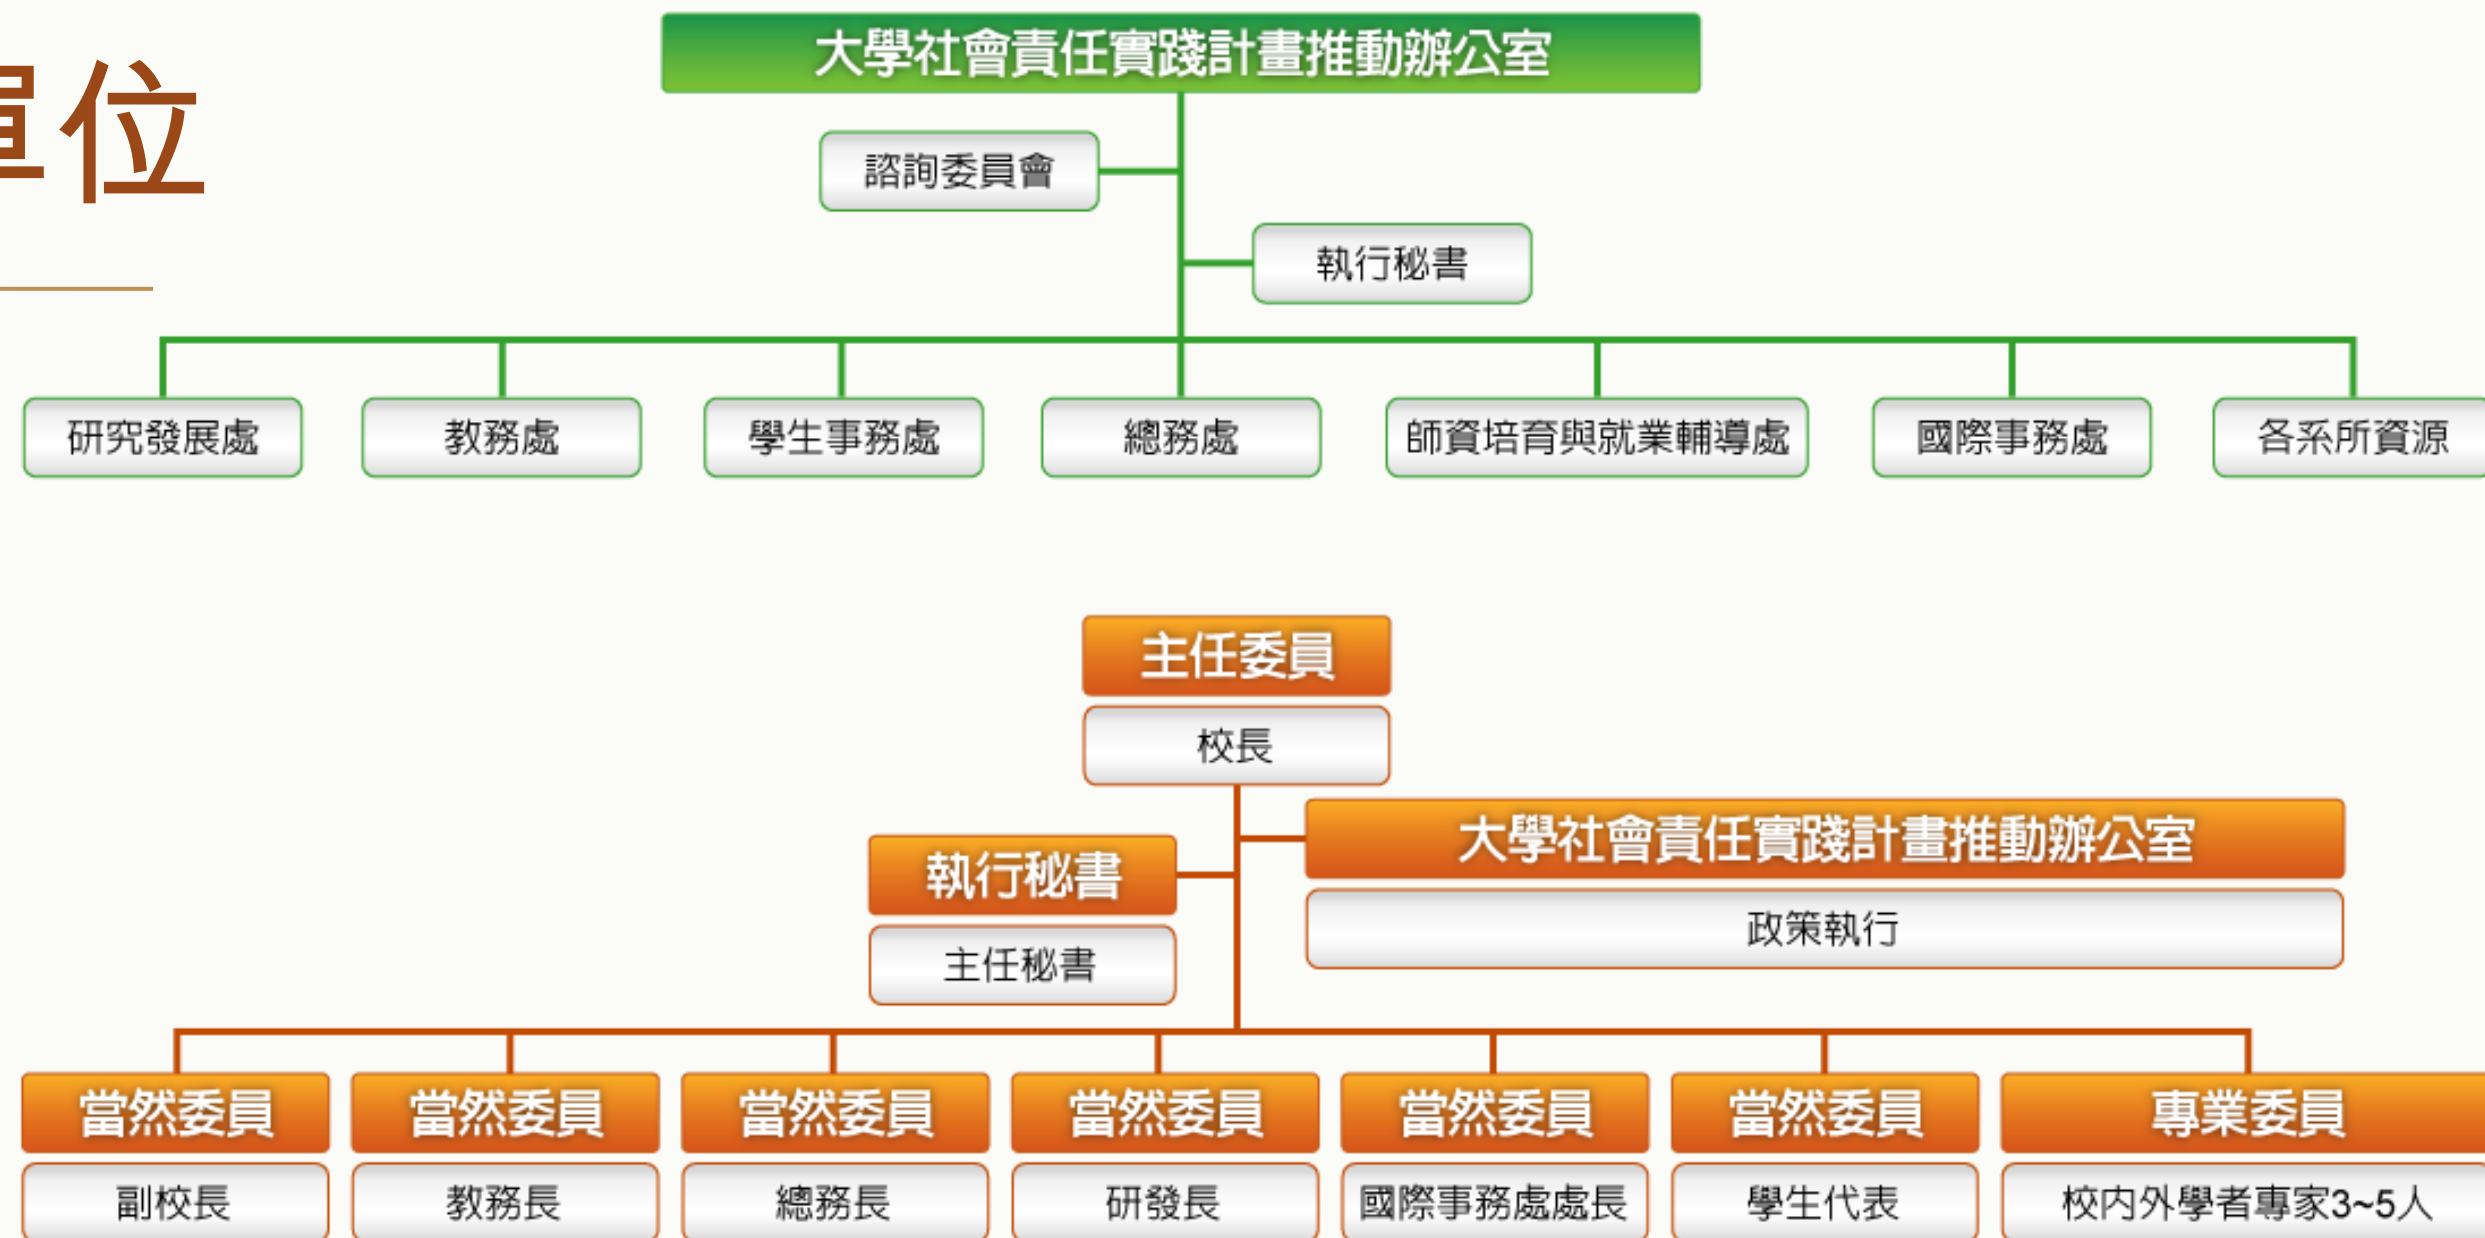 單位
大學社會責任實踐計畫推動辦公室
諮詢委員會
執行秘書
研究發展處
教務處
學生事務處
總務處
師資培育與就業輔導處
國際事務處
各系所資源
主任委員
校長
大學社會責任實踐計畫推動辦公室
政策執行
執行秘書
主任秘書
當然委員
副校長
當然委員
教務長
當然委員
總務長
當然委員
研發長
當然委員
國際事務處處長
當然委員
學生代表
專業委員
校內外學者專家3~5人